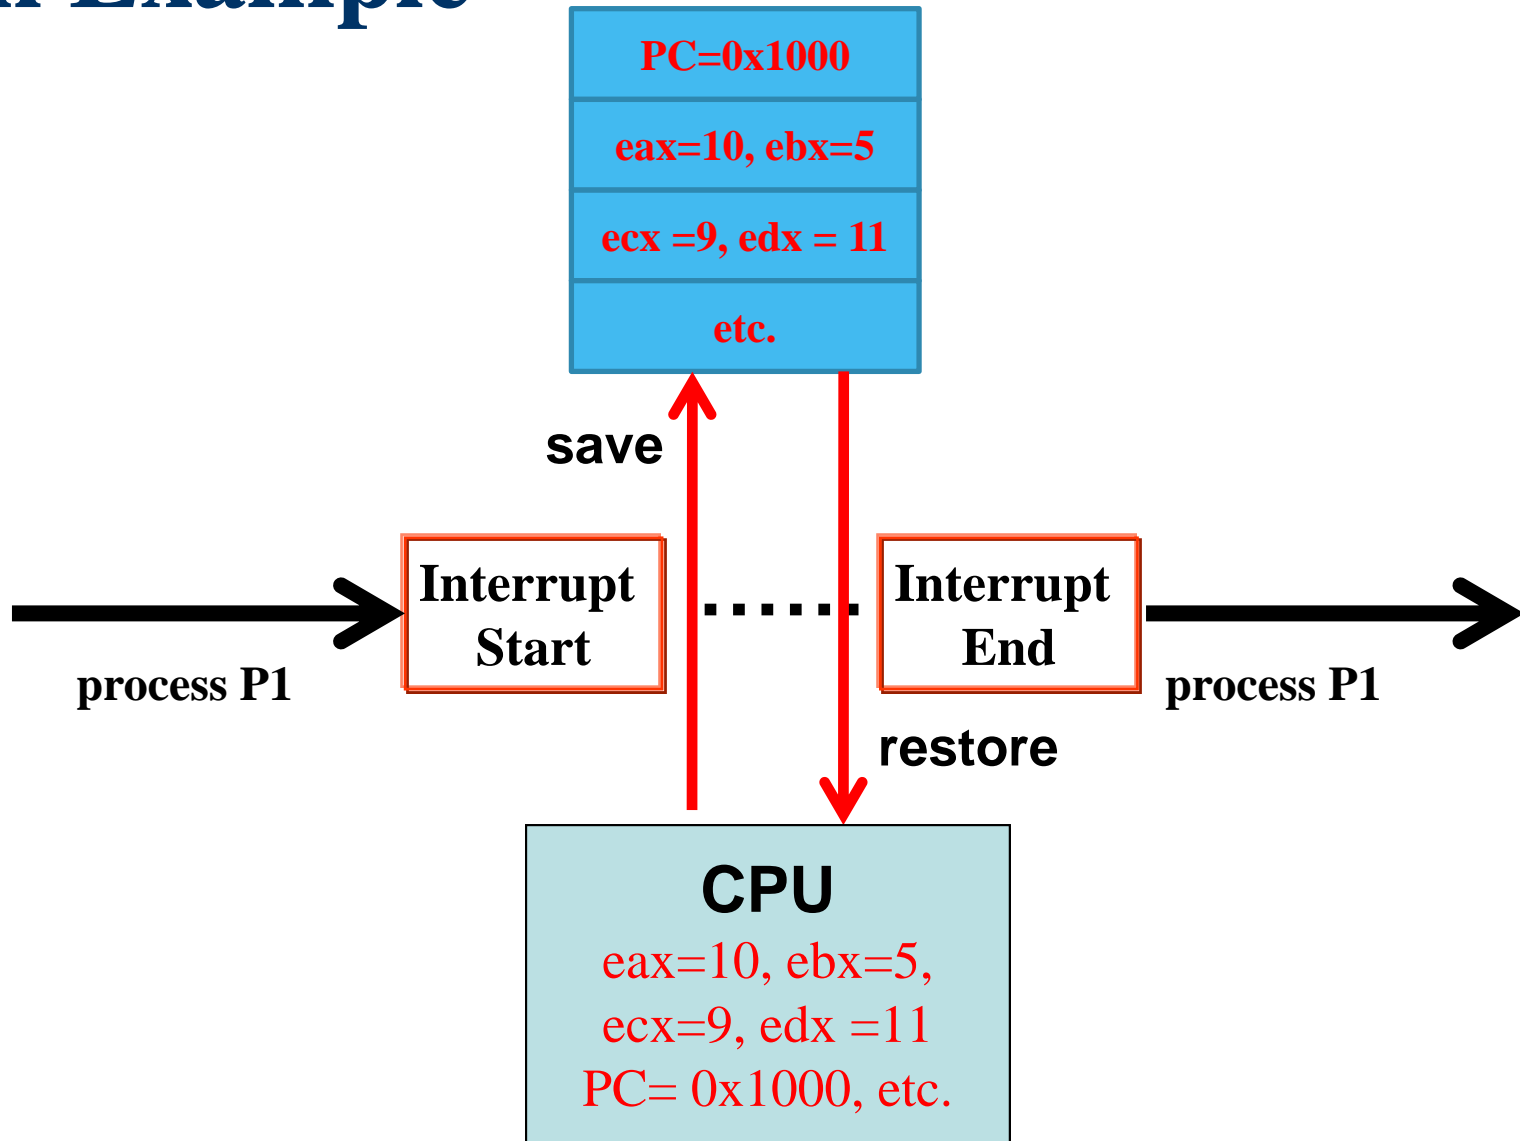 Example
PC=0x1000
eax=10, ebx=5
ecx =9, edx = 11
etc.
save
Interrupt
Start
......
Interrupt
End
process P1
process P1
restore
CPU
eax=10, ebx=5,
ecx=9, edx =11
PC= 0x1000, etc.